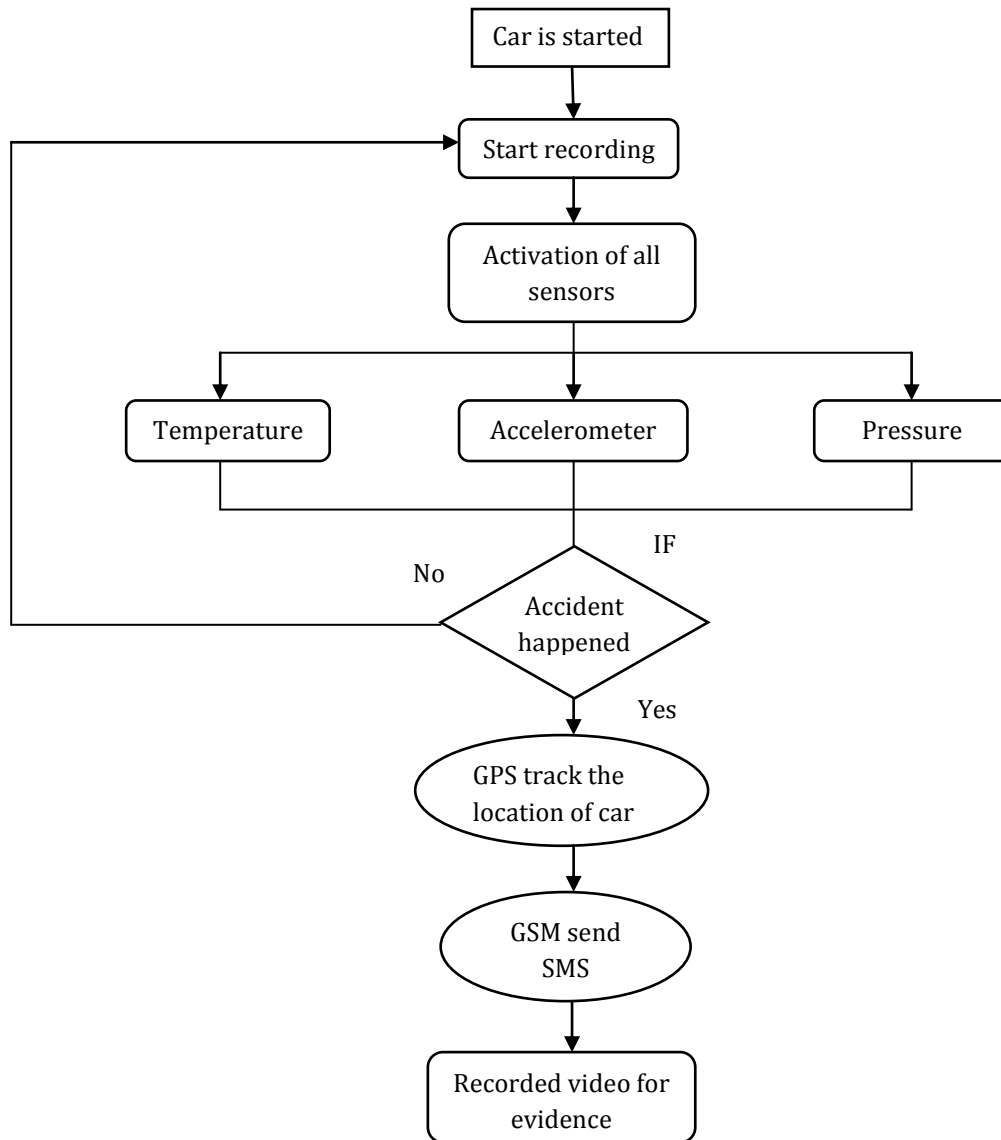 Car is started
Start recording
Activation of all
sensors
Temperature
Accelerometer
Pressure
IF
No
Accident
happened
Yes
GPS track the
location of car
GSM send
SMS
Recorded video for
evidence